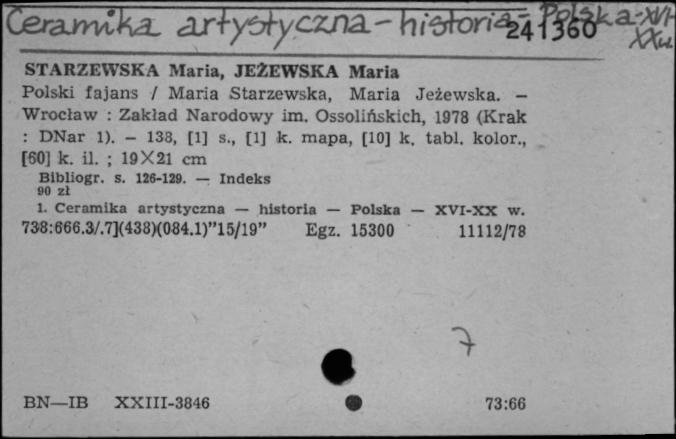 Ceramika artystyczna - historia - Polska - XVI-
XX w.
241360
STARZEWSKA Maria, JEŻEWSKA Maria
Polski fajans / Maria Starzewska, Maria Jeżewska. —
Wrocław : Zakład Narodowy im. Ossolińskich, 1978 (Krak
: DNar 1). — 138, [1] s., [1] k. mapa, [10] k. tabl. kolor.,
[60] k. il. ; 19X21 cm
Bibliogr. s. 126-129. — Indeks
90 zł
1. Ceramika artystyczna — historia — Polska — XVI-XX w.
738:666.3/.7](438)(084.1)"15/19" Egz. 15300 11112/78
7
BN—IB XXIII-3846 73:66